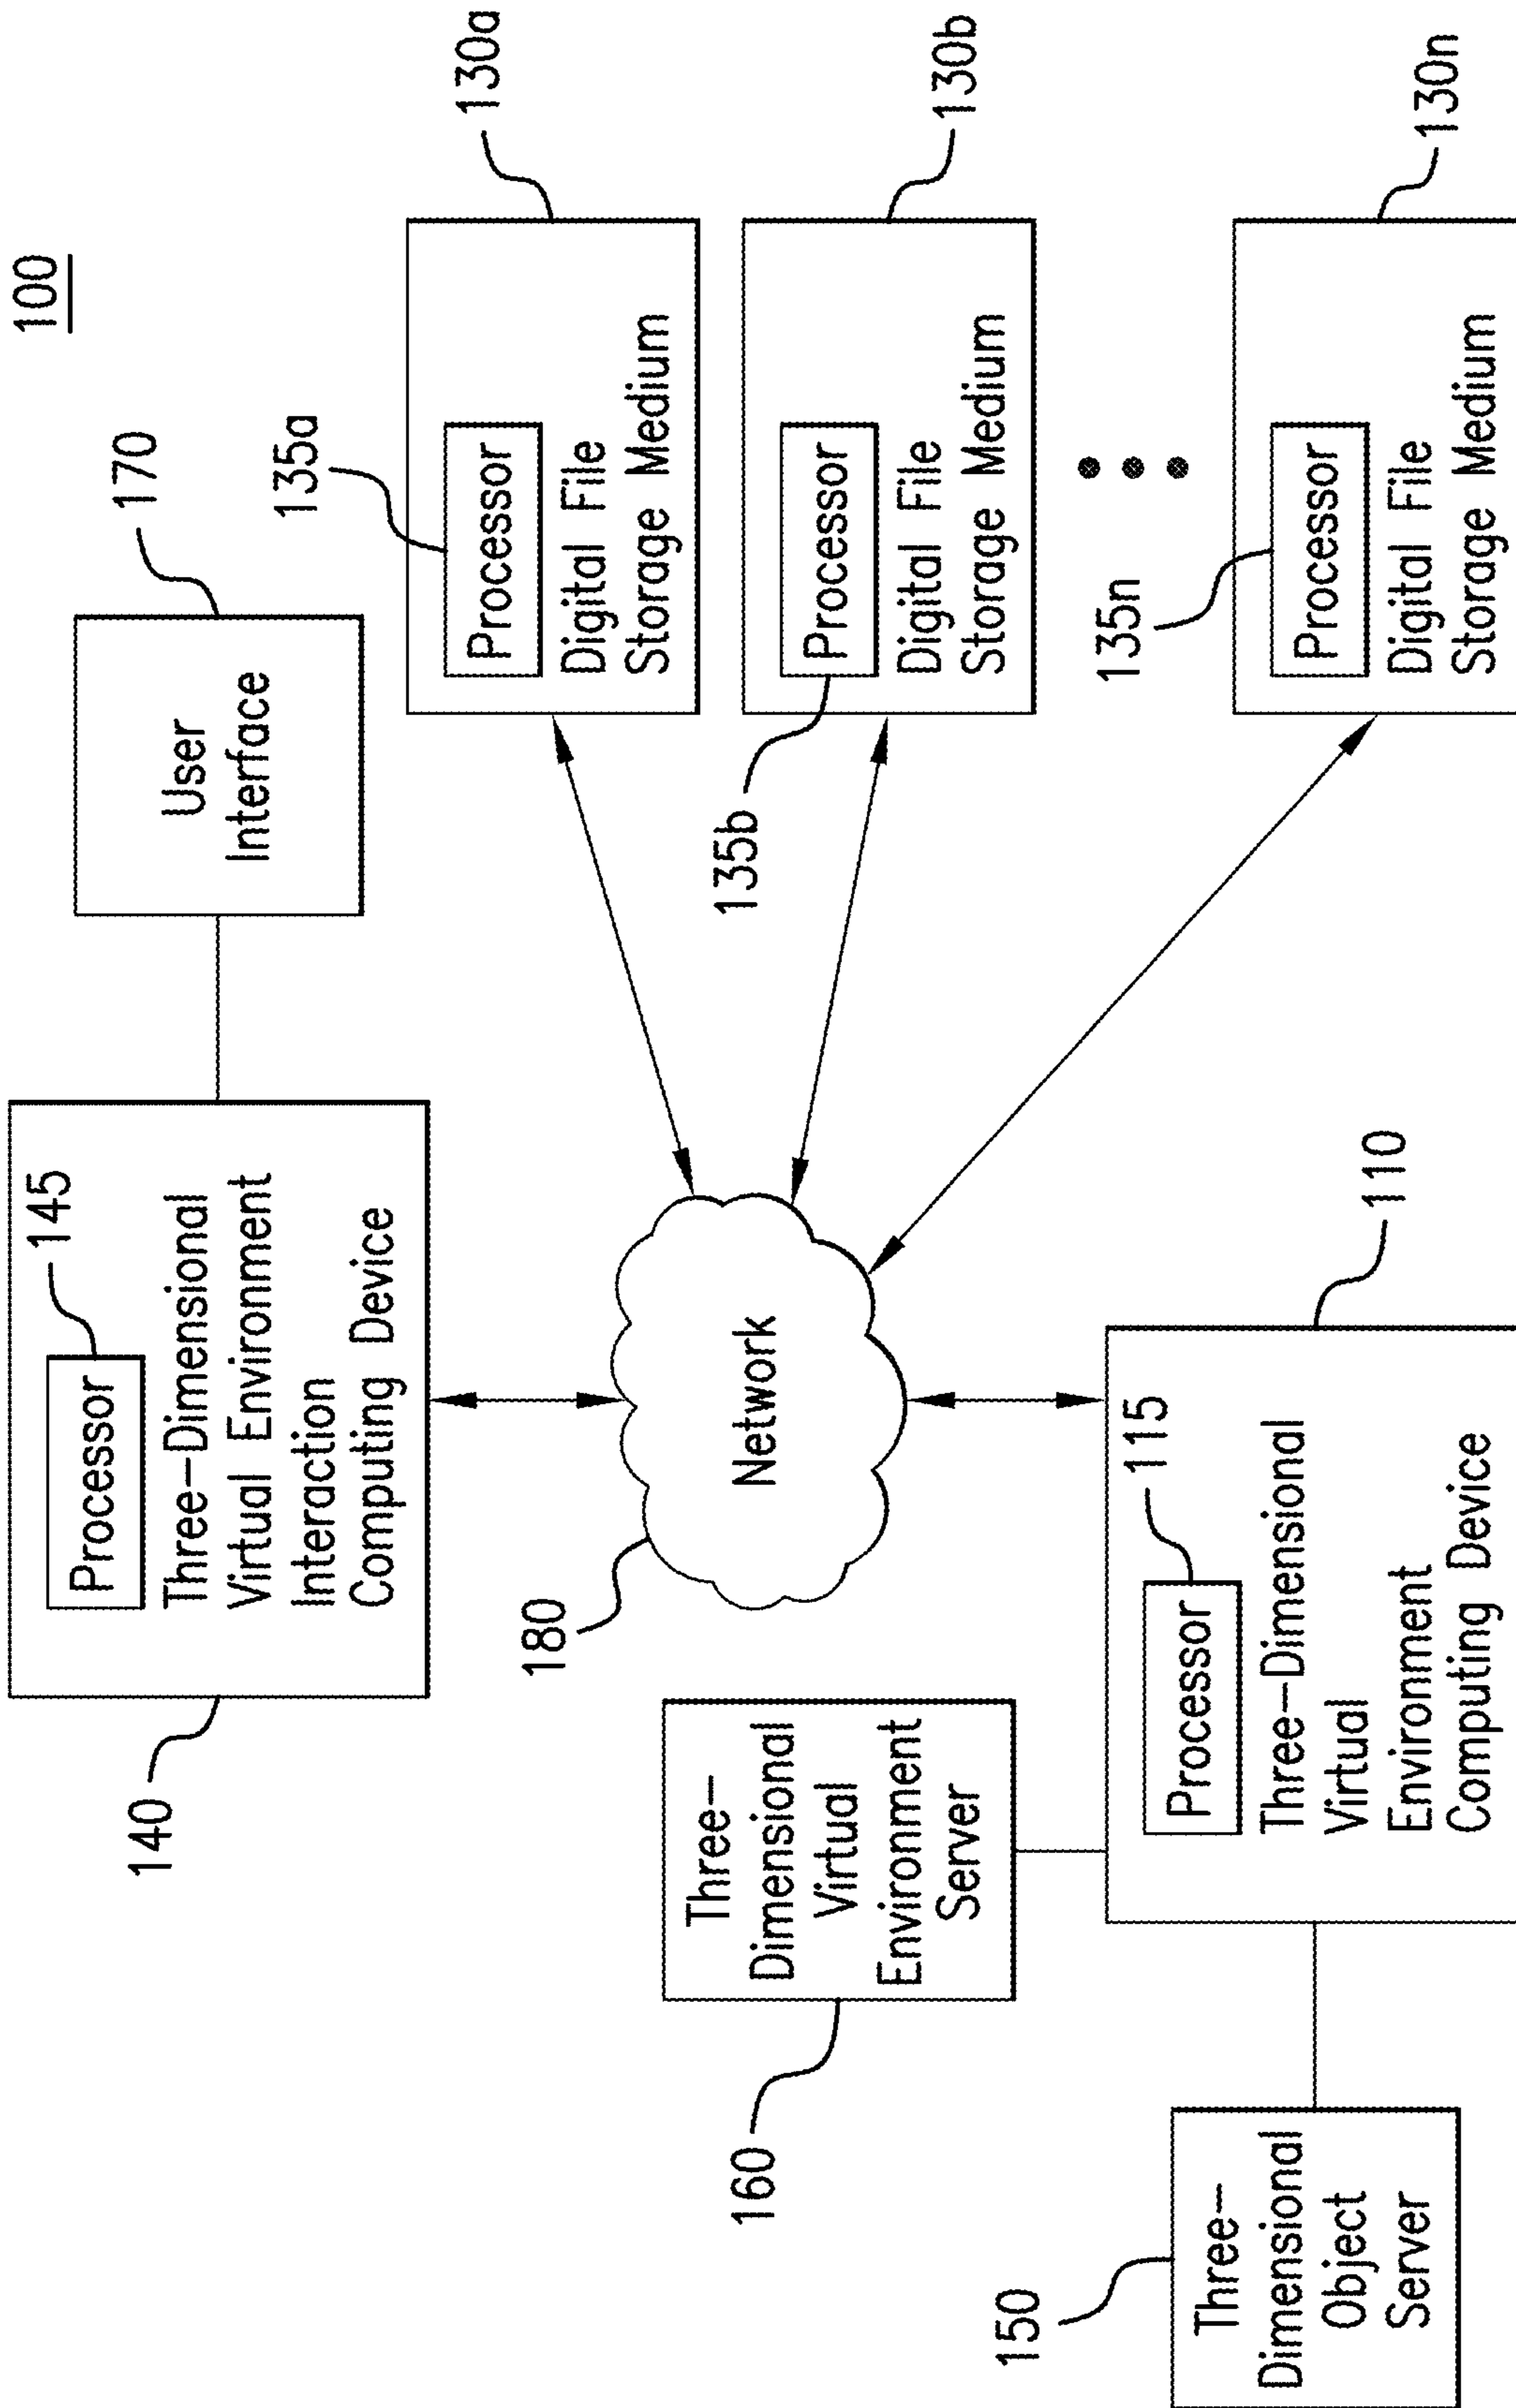 100
140
Processor
145
Three-Dimensional
Virtual Environment
Interaction
Computing Device
User
Interface
170
180
Network
135a
Processor
Digital File
Storage Medium
130a
135b
Processor
Digital File
Storage Medium
130b
135n
Processor
Digital File
Storage Medium
130n
160
Three-
Dimensional
Virtual
Environment
Server
150
Three-
Dimensional
Object
Server
Processor
115
Three-Dimensional
Virtual
Environment
Computing Device
110